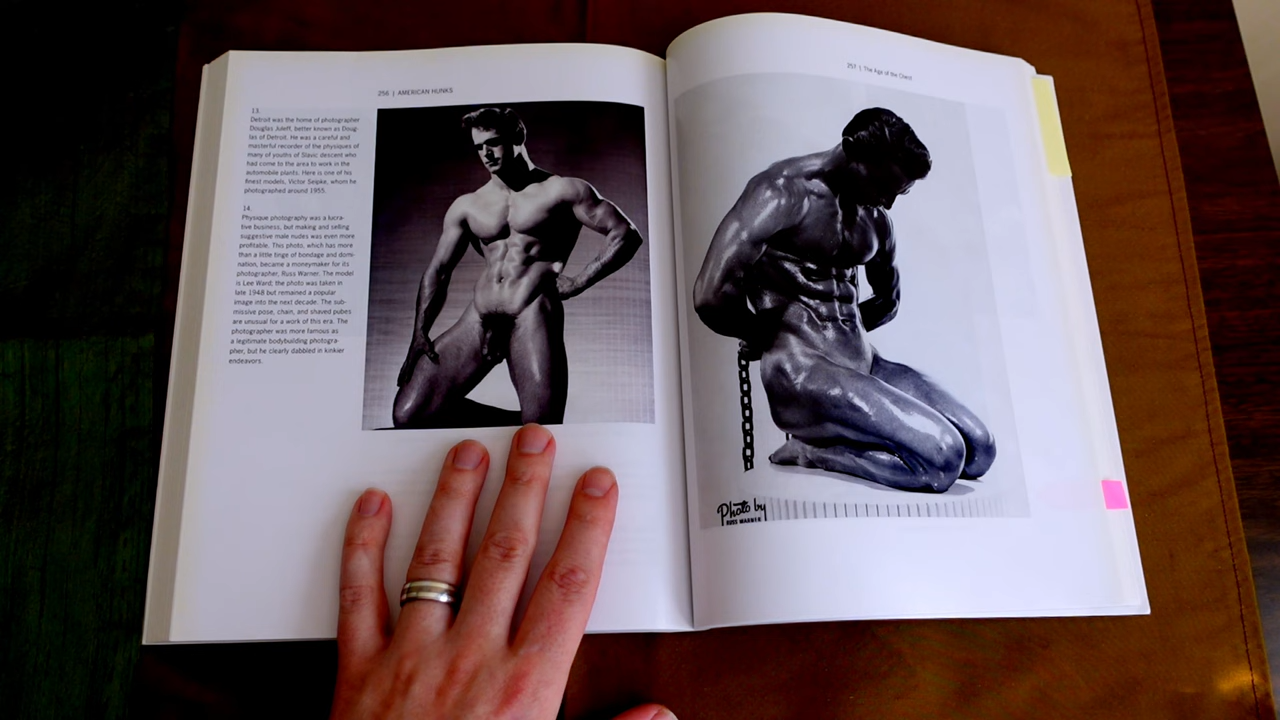 256 | AMERICAN HUNKS
13.
Detroit was the home of photographer
Douglas Juleff, better known as Doug-
las of Detroit. He was a careful and
masterful recorder of the physiques of
many of youths of Slavic descent who
had come to the area to work in the
automobile plants. Here is one of his
finest models, Victor Seipke, whom he
photographed around 1955.
14.
Physique photography was a lucra-
tive business, but making and selling
suggestive male nudes was even more
profitable. This photo, which has more
than a little tinge of bondage and domi-
nation, became a moneymaker for its
photographer, Russ Warner. The model
is Lee Ward; the photo was taken in
late 1948 but remained a popular
image into the next decade. The sub-
missive pose, chain, and shaved pubes
are unusual for a work of this era. The
photographer was more famous as
a legitimate bodybuilding photogra-
pher, but he clearly dabbled in kinkier
endeavors.
257 | The Age of the Chest
Photo by
RUSS WARNER